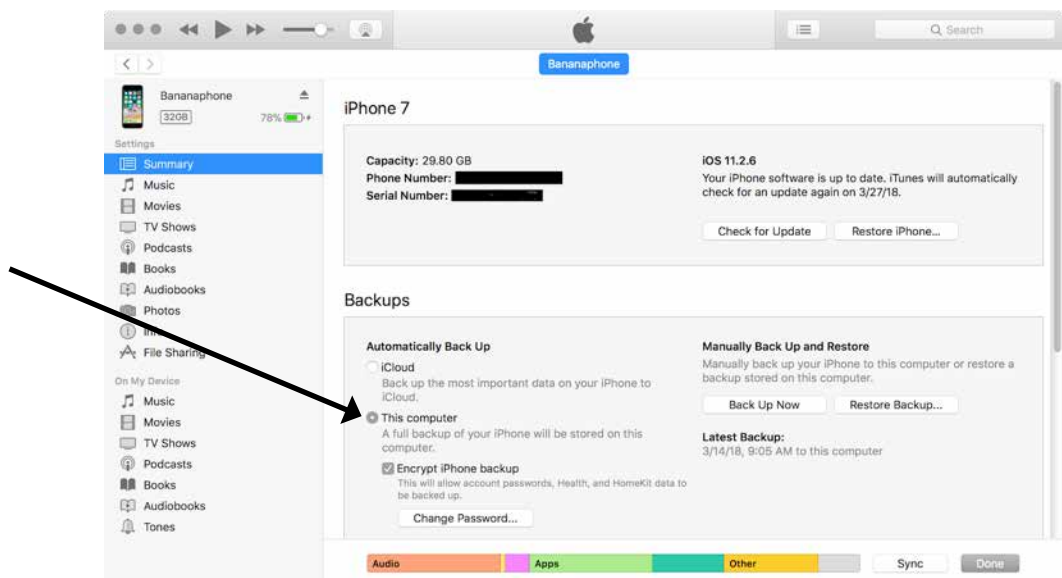 Search
Bananaphone
Bananaphone
32GB
78%
Settings
Summary
Music
Movies
TV Shows
Podcasts
Books
Audiobooks
Photos
File Sharing
On My Device
Music
Movies
TV Shows
Podcasts
Books
Audiobooks
Tones
iPhone 7
Capacity: 29.80 GB
Phone Number:
Serial Number:
iOS 11.2.6
Your iPhone software is up to date. iTunes will automatically
check for an update again on 3/27/18.
Check for Update
Restore iPhone...
Backups
Automatically Back Up
iCloud
Back up the most important data on your iPhone to
iCloud.
This computer
A full backup of your iPhone will be stored on this
computer.
Encrypt iPhone backup
This will allow account passwords, Health, and HomeKit data to
be backed up.
Change Password...
Manually Back Up and Restore
Manually back up your iPhone to this computer or restore a
backup stored on this computer.
Back Up Now
Restore Backup...
Latest Backup:
3/14/18, 9:05 AM to this computer
Audio
Apps
Other
Sync
Done